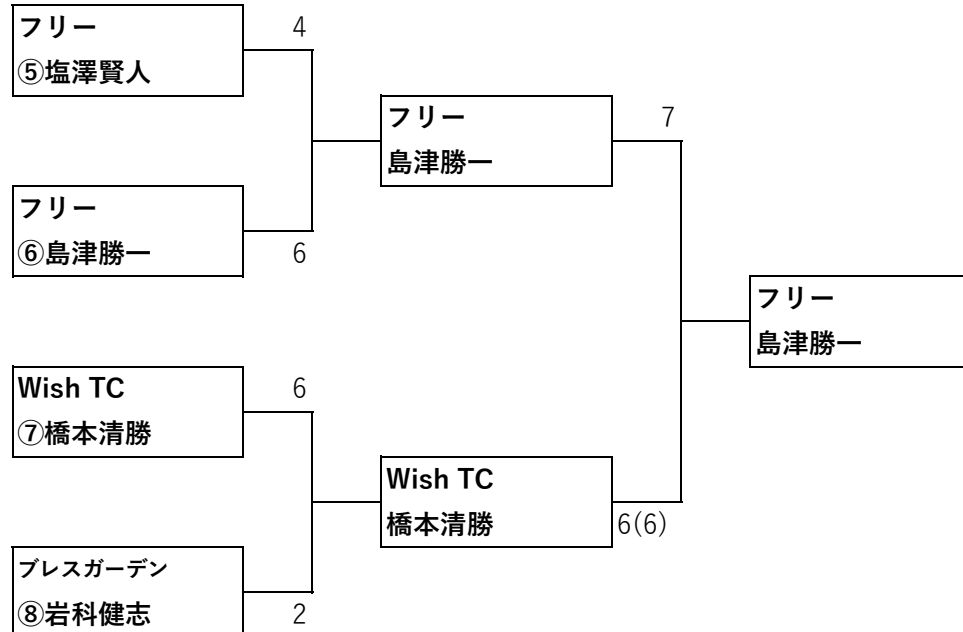 フリー
⑤塩澤賢人
4
フリー
⑥島津勝一
6
Wish TC
⑦橋本清勝
6
ブレスガーデン
⑧岩科健志
2
フリー
島津勝一
7
Wish TC
橋本清勝
6(6)
フリー
島津勝一